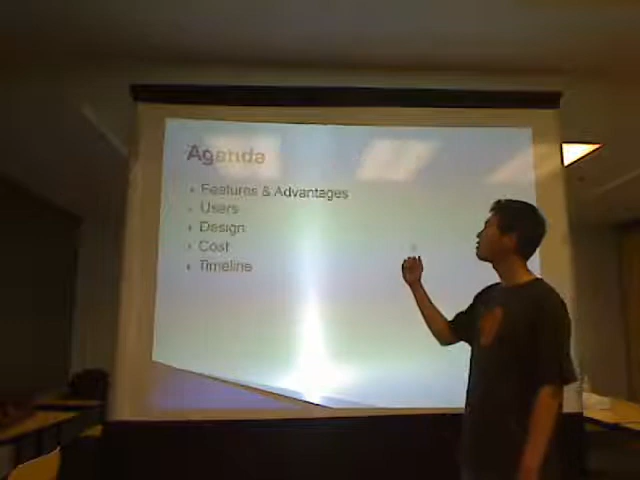 Agenda
Features & Advantages
Users
Design
Cost
Timeline